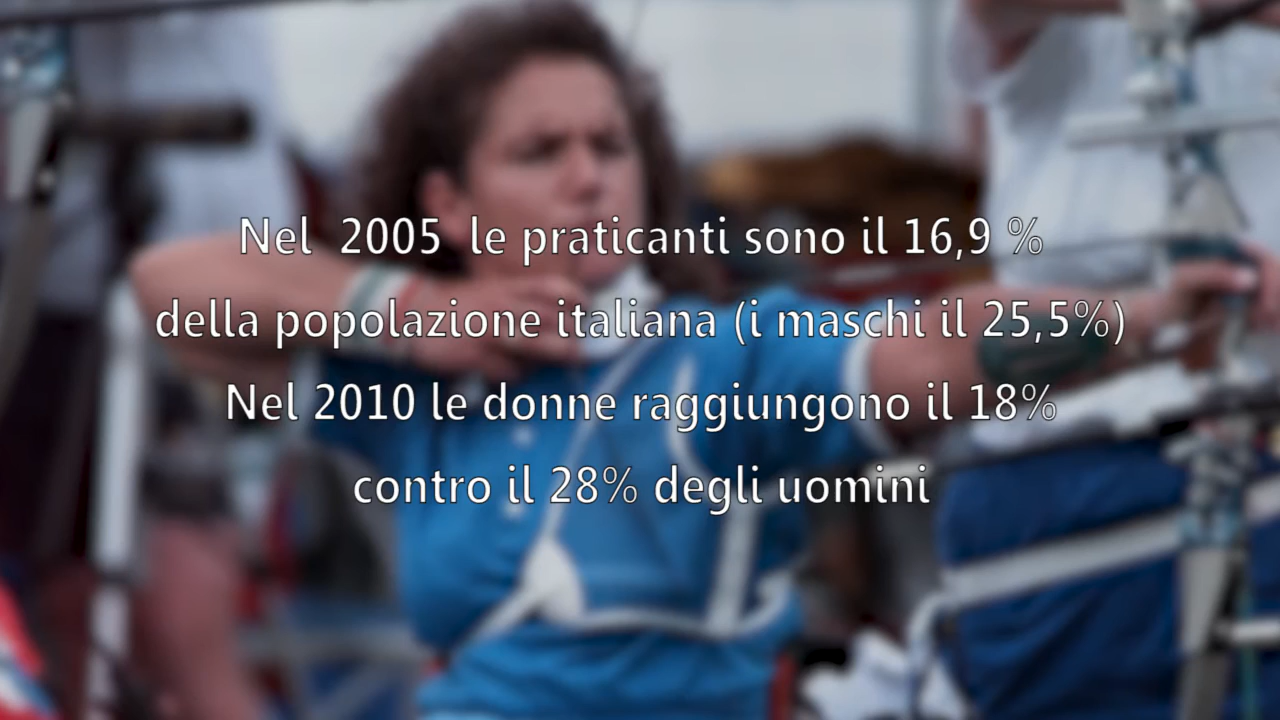 Nel 2005 le praticanti sono il 16,9 %
della popolazione italiana (i maschi il 25,5%)
Nel 2010 le donne raggiungono il 18%
contro il 28% degli uomini